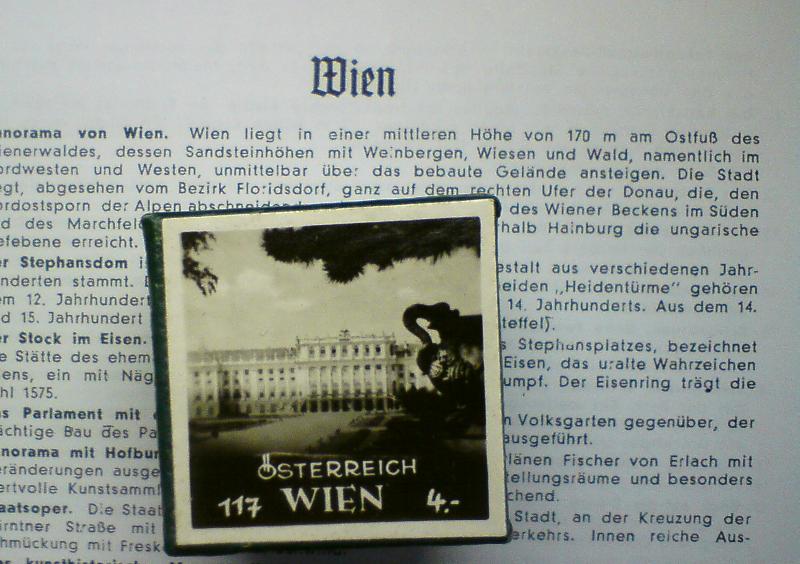 Wien
norama von Wien. Wien liegt in einer mittleren Höhe von 170 m am Ostfuß des
ienerwaldes, dessen Sandsteinhöhen mit Weinbergen, Wiesen und Wald, namentlich im
ordwesten und Westen, unmittelbar über das bebaute Gelände ansteigen. Die Stadt
egt, abgesehen vom Bezirk Floridsdorf, ganz auf dem rechten Ufer der Donau, die, den
ordostsporn der Alpen abschneidend des Wiener Beckens im Süden
d des Marchfel rhalb Hainburg die ungarische
efebene erreicht.
er Stephansdom i estalt aus verschiedenen Jahr-
nderten stammt. eiden „Heidentürme" gehören
em 12. Jahrhundert 14. Jahrhunderts. Aus dem 14.
d 15. Jahrhundert teffel).
er Stock im Eisen. s Stephansplatzes, bezeichnet
e Stätte des ehem Eisen, das uralte Wahrzeichen
ens, ein mit Näg umpf. Der Eisenring trägt die
hl 1575.
as Parlament mit n Volksgarten gegenüber, der
ächtige Bau des Pa ausgeführt.
norama mit Hofbur länen Fischer von Erlach mit
eränderungen ausge tellungsräume und besonders
ertvolle Kunstsamml chend.
aatsoper. Die Staat Stadt, an der Kreuzung der
ärntner Straße mit erkehrs. Innen reiche Aus-
hmückung mit Fresk
ÖSTERREICH
117 WIEN 4.-